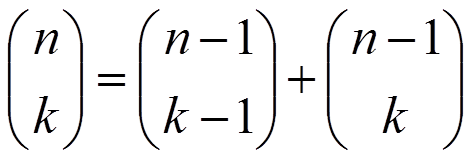 (n k) = (n − 1 k − 1) + (n − 1 k)